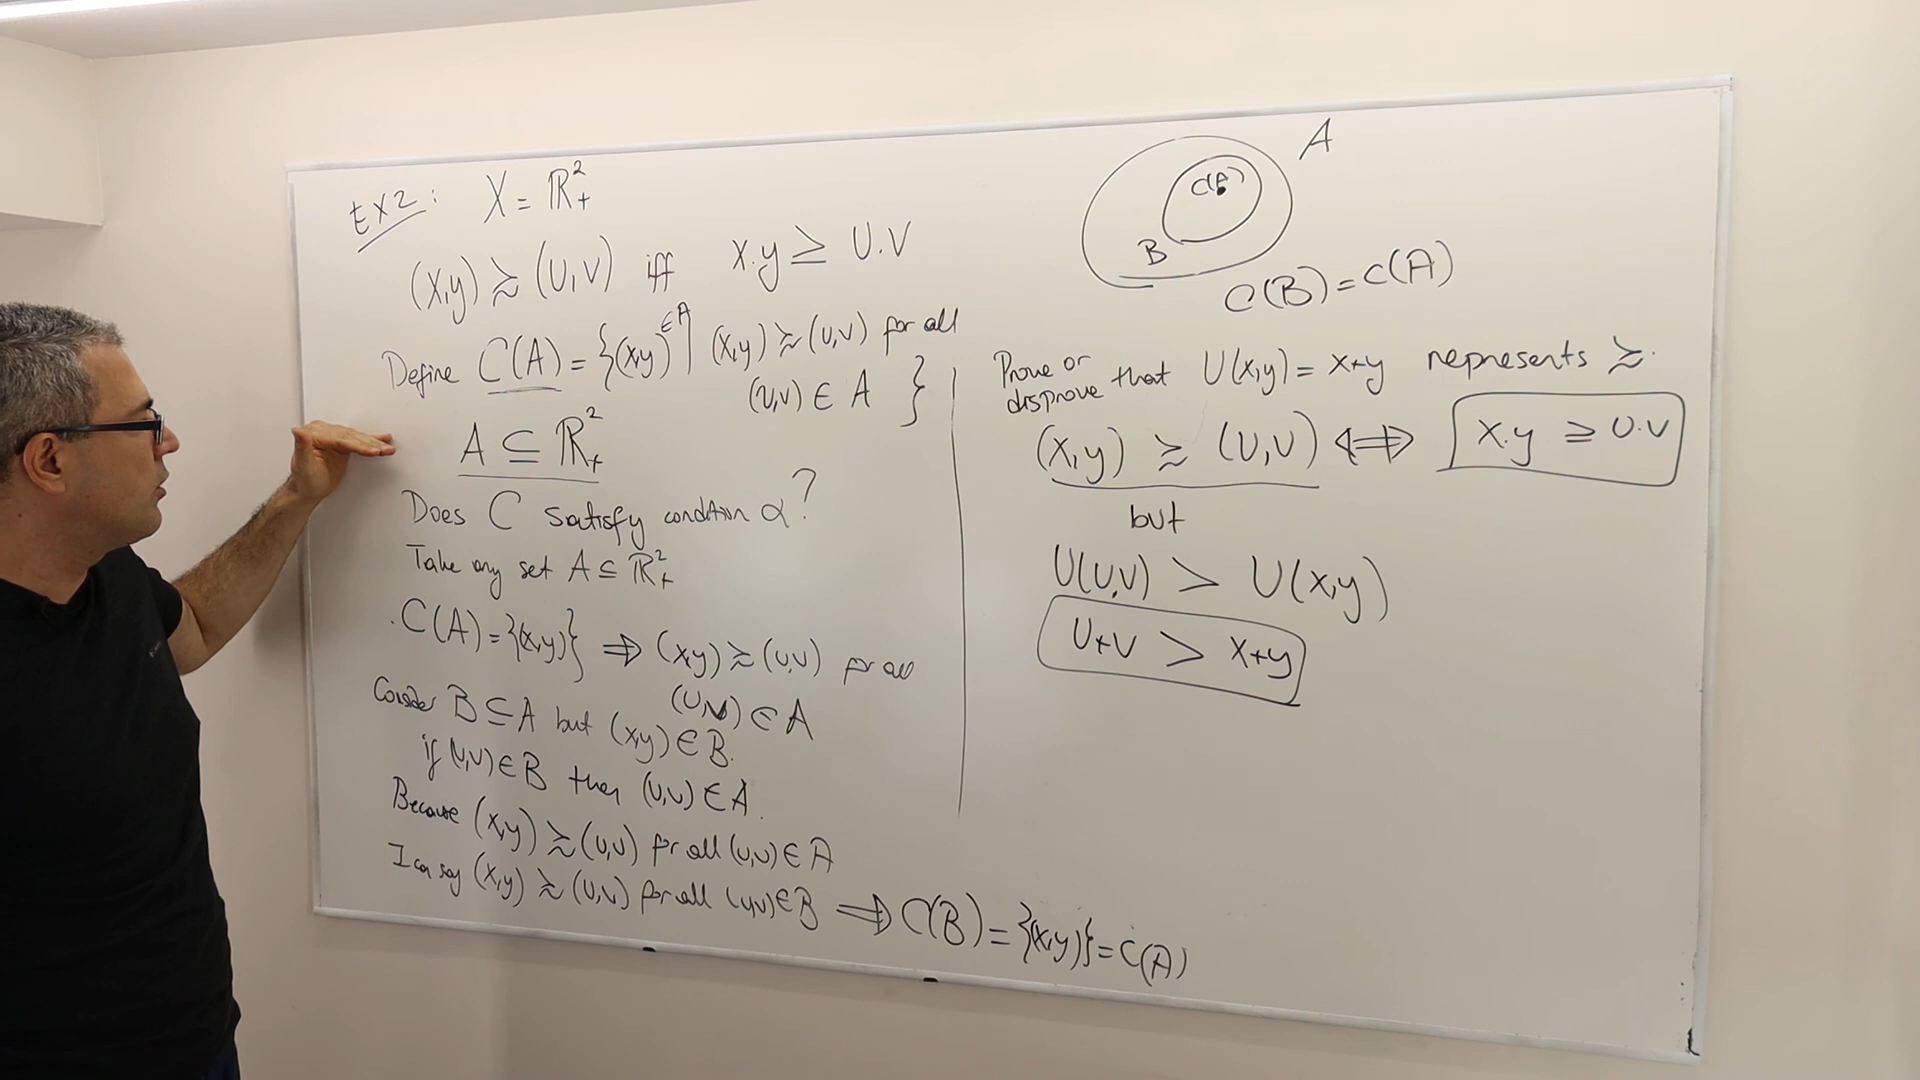 Ex2: X = ℝ²₊
(x,y) ≿ (u,v) iff x.y ≥ u.v
Define C(A) = {(x,y) ∈ A | (x,y) ≿ (u,v) for all
(u,v) ∈ A }
A ⊆ ℝ²₊
Does C satisfy condition α?
Take any set A ⊆ ℝ²₊
. C(A) = {(x,y)} ⇒ (x,y) ≿ (u,v) for all
(u,v) ∈ A
Consider B ⊆ A but (x,y) ∈ B.
if (u,v) ∈ B then (u,v) ∈ A.
Because (x,y) ≿ (u,v) for all (u,v) ∈ A
I can say (x,y) ≿ (u,v) for all (u,v) ∈ B ⇒ C(B) = {(x,y)} = C(A)
A
C(A)
B
C(B) = C(A)
Prove or
disprove that U(x,y) = x+y represents ≿.
(x,y) ≿ (u,v) ⇔ x.y ≥ u.v
but
U(u,v) > U(x,y)
u+v > x+y